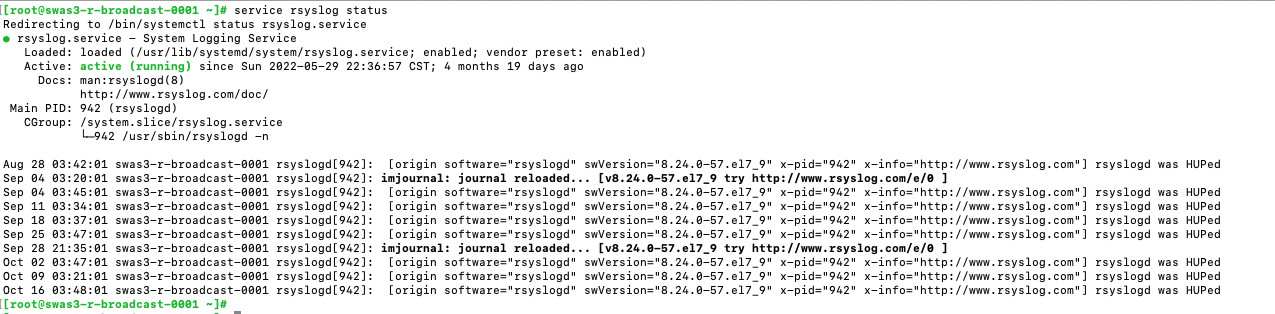 [[root@swas3-r-broadcast-0001 ~]# service rsyslog status
Redirecting to /bin/systemctl status rsyslog.service
● rsyslog.service - System Logging Service
Loaded: loaded (/usr/lib/systemd/system/rsyslog.service; enabled; vendor preset: enabled)
Active: active (running) since Sun 2022-05-29 22:36:57 CST; 4 months 19 days ago
Docs: man:rsyslogd(8)
http://www.rsyslog.com/doc/
Main PID: 942 (rsyslogd)
CGroup: /system.slice/rsyslog.service
└─942 /usr/sbin/rsyslogd -n
Aug 28 03:42:01 swas3-r-broadcast-0001 rsyslogd[942]: [origin software="rsyslogd" swVersion="8.24.0-57.el7_9" x-pid="942" x-info="http://www.rsyslog.com"] rsyslogd was HUPed
Sep 04 03:20:01 swas3-r-broadcast-0001 rsyslogd[942]: imjournal: journal reloaded... [v8.24.0-57.el7_9 try http://www.rsyslog.com/e/0 ]
Sep 04 03:45:01 swas3-r-broadcast-0001 rsyslogd[942]: [origin software="rsyslogd" swVersion="8.24.0-57.el7_9" x-pid="942" x-info="http://www.rsyslog.com"] rsyslogd was HUPed
Sep 11 03:34:01 swas3-r-broadcast-0001 rsyslogd[942]: [origin software="rsyslogd" swVersion="8.24.0-57.el7_9" x-pid="942" x-info="http://www.rsyslog.com"] rsyslogd was HUPed
Sep 18 03:37:01 swas3-r-broadcast-0001 rsyslogd[942]: [origin software="rsyslogd" swVersion="8.24.0-57.el7_9" x-pid="942" x-info="http://www.rsyslog.com"] rsyslogd was HUPed
Sep 25 03:47:01 swas3-r-broadcast-0001 rsyslogd[942]: [origin software="rsyslogd" swVersion="8.24.0-57.el7_9" x-pid="942" x-info="http://www.rsyslog.com"] rsyslogd was HUPed
Sep 28 21:35:01 swas3-r-broadcast-0001 rsyslogd[942]: imjournal: journal reloaded... [v8.24.0-57.el7_9 try http://www.rsyslog.com/e/0 ]
Oct 02 03:47:01 swas3-r-broadcast-0001 rsyslogd[942]: [origin software="rsyslogd" swVersion="8.24.0-57.el7_9" x-pid="942" x-info="http://www.rsyslog.com"] rsyslogd was HUPed
Oct 09 03:21:01 swas3-r-broadcast-0001 rsyslogd[942]: [origin software="rsyslogd" swVersion="8.24.0-57.el7_9" x-pid="942" x-info="http://www.rsyslog.com"] rsyslogd was HUPed
Oct 16 03:48:01 swas3-r-broadcast-0001 rsyslogd[942]: [origin software="rsyslogd" swVersion="8.24.0-57.el7_9" x-pid="942" x-info="http://www.rsyslog.com"] rsyslogd was HUPed
[[root@swas3-r-broadcast-0001 ~]#